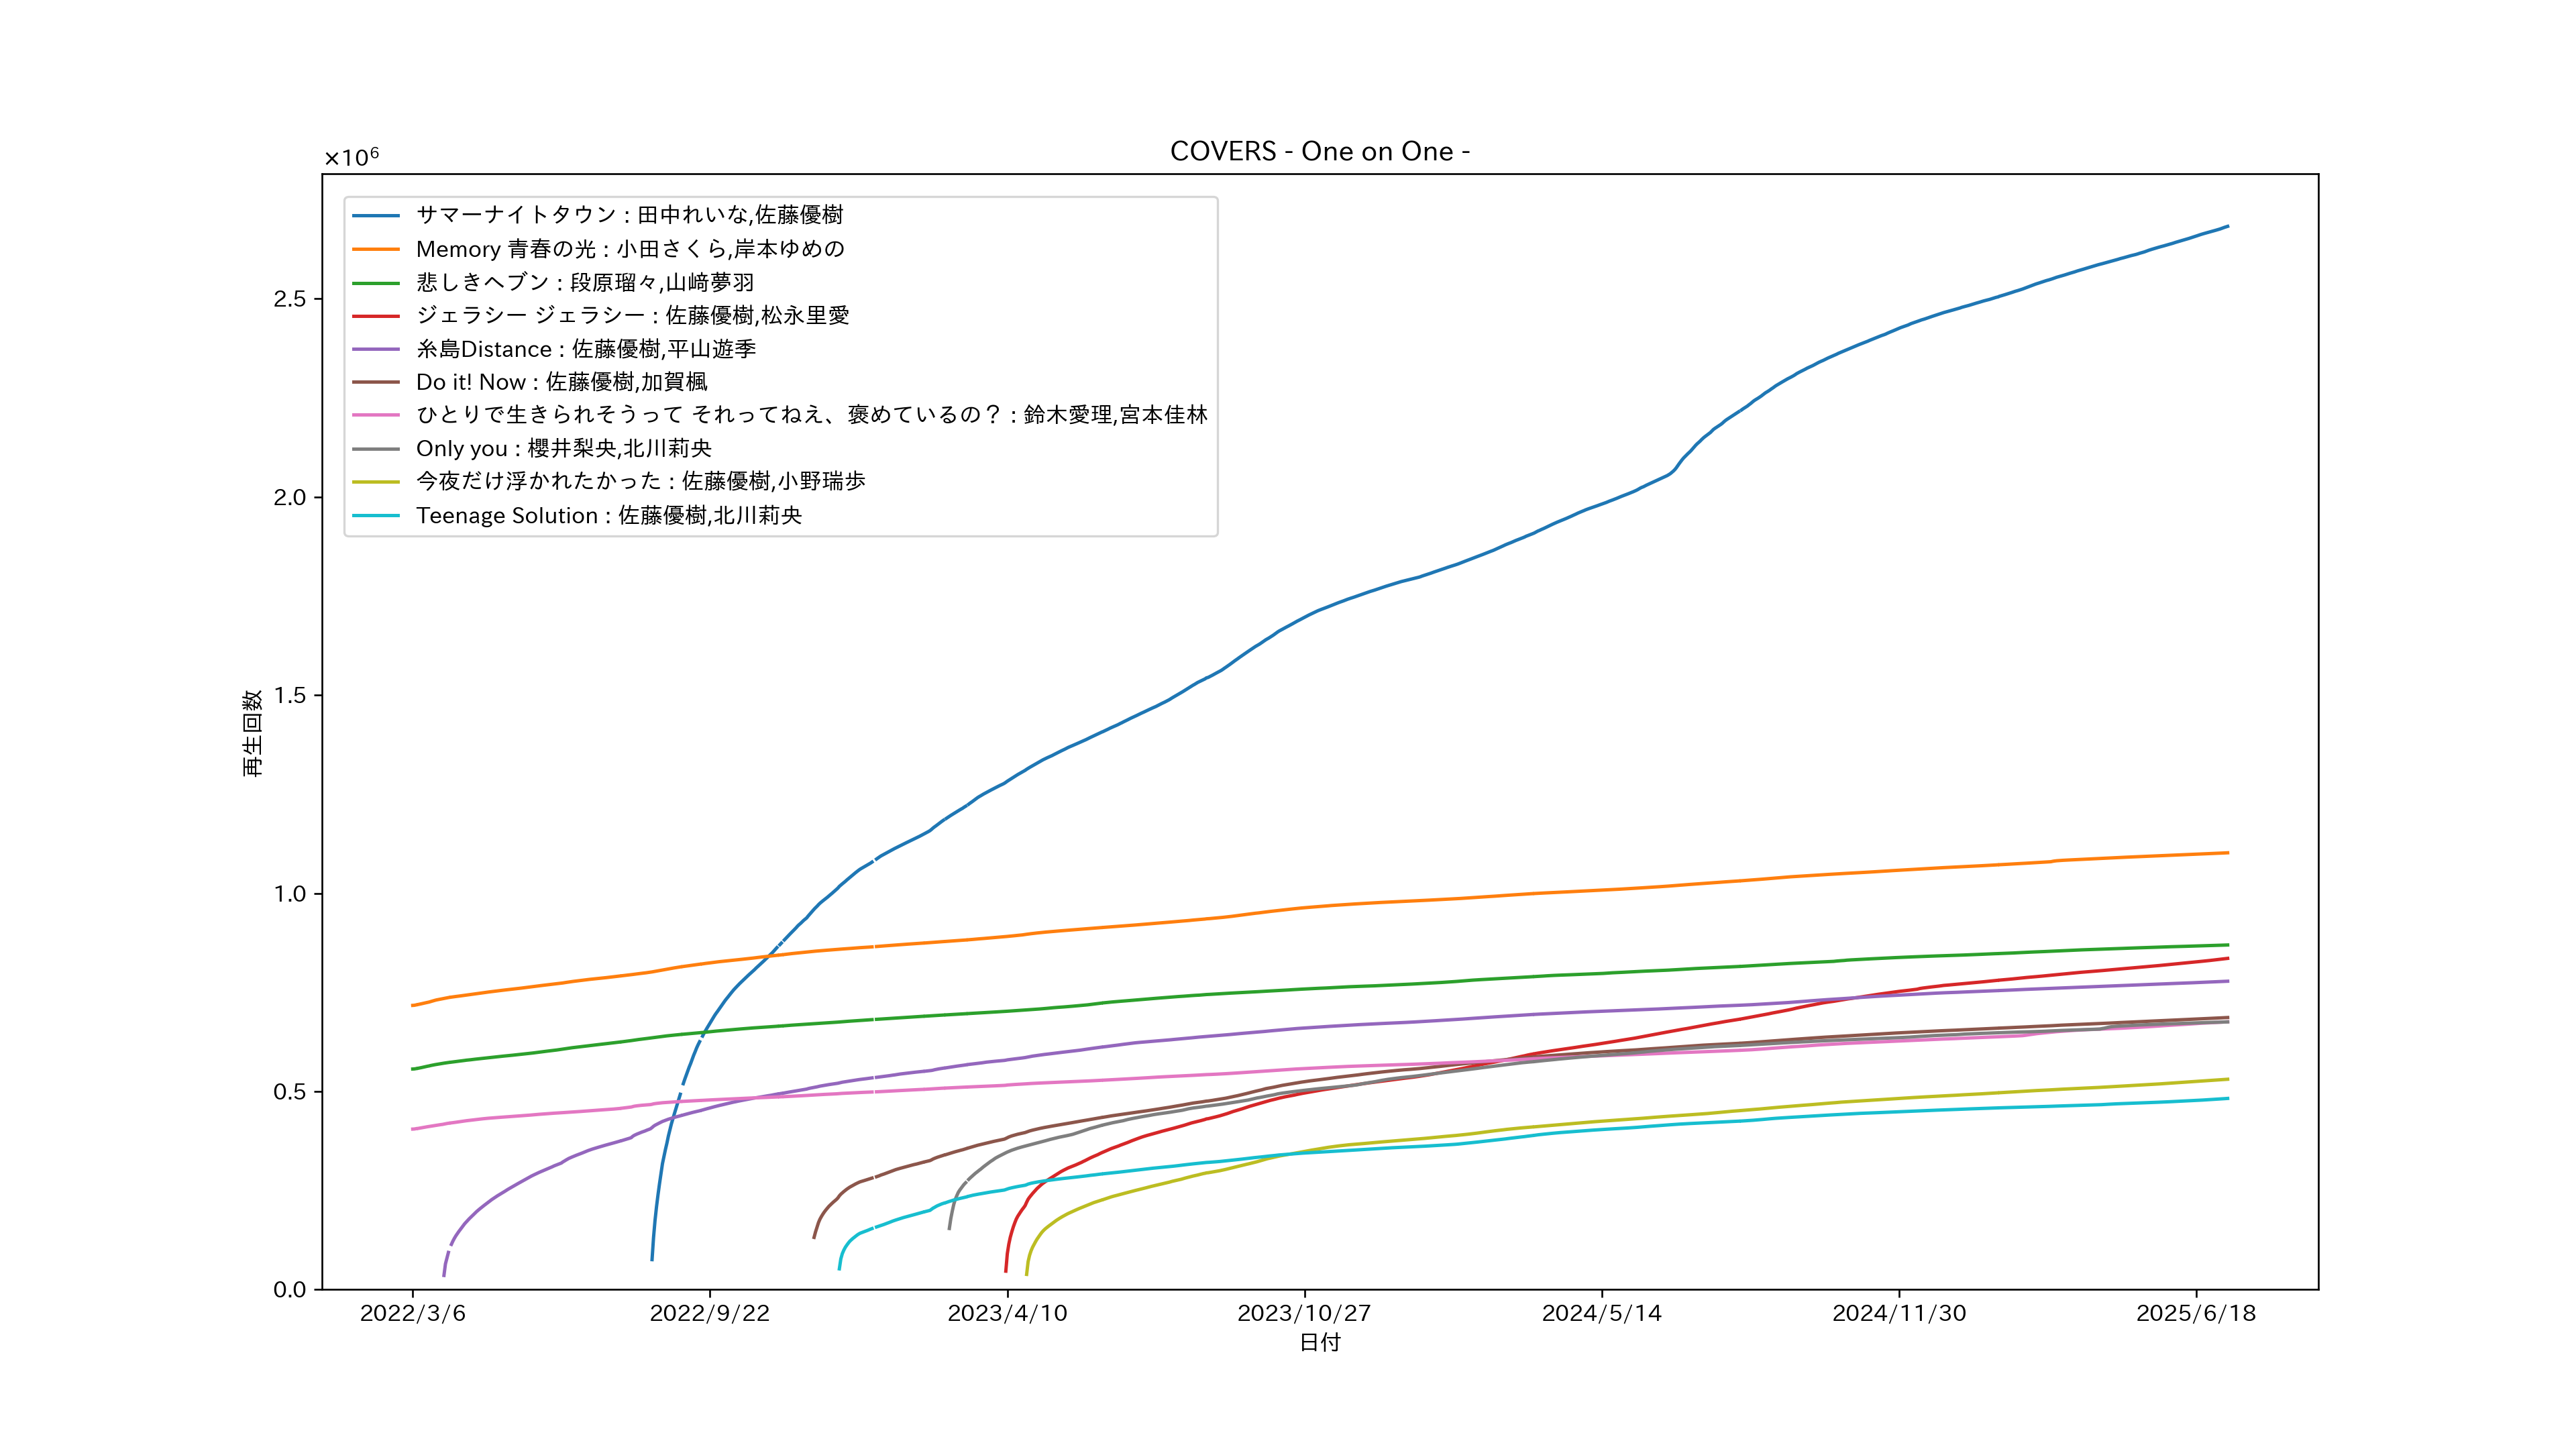 COVERS - One on One -
×10⁶
サマーナイトタウン : 田中れいな,佐藤優樹
Memory 青春の光 : 小田さくら,岸本ゆめの
悲しきヘブン : 段原瑠々,山﨑夢羽
ジェラシー ジェラシー : 佐藤優樹,松永里愛
糸島Distance : 佐藤優樹,平山遊季
Do it! Now : 佐藤優樹,加賀楓
ひとりで生きられそうって それってねえ、褒めているの？ : 鈴木愛理,宮本佳林
Only you : 櫻井梨央,北川莉央
今夜だけ浮かれたかった : 佐藤優樹,小野瑞歩
Teenage Solution : 佐藤優樹,北川莉央
2.5
2.0
1.5
1.0
0.5
0.0
再生回数
2022/3/6
2022/9/22
2023/4/10
2023/10/27
2024/5/14
2024/11/30
2025/6/18
日付